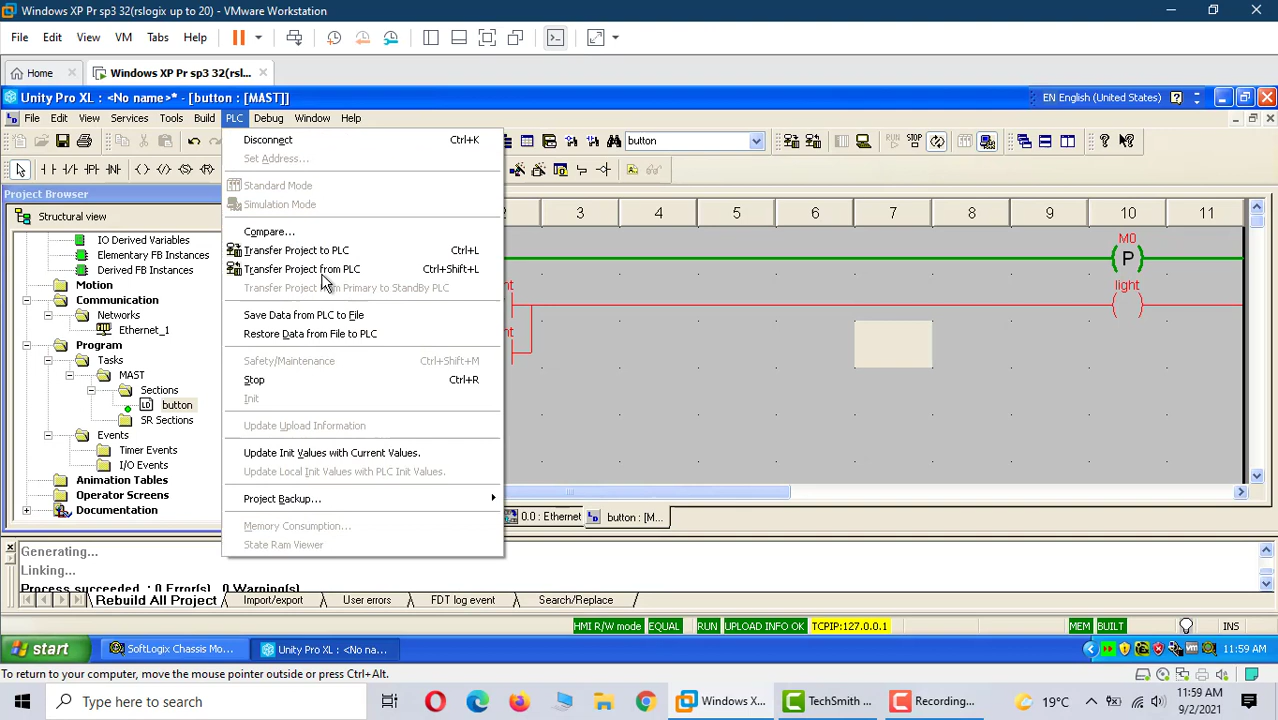 Windows XP Pr sp3 32(rslogix up to 20) - VMware Workstation
File Edit View VM Tabs Help
Home Windows XP Pr sp3 32(rsl...
Unity Pro XL : <No name>* - [button : [MAST]] EN English (United States)
File Edit View Services Tools Build PLC Debug Window Help
button
Project Browser
Structural view
IO Derived Variables
Elementary FB Instances
Derived FB Instances
Motion
Communication
Networks
Ethernet_1
Program
Tasks
MAST
Sections
LD button
SR Sections
Events
Timer Events
I/O Events
Animation Tables
Operator Screens
Documentation
Disconnect Ctrl+K
Set Address...
Standard Mode
Simulation Mode
Compare...
Transfer Project to PLC Ctrl+L
Transfer Project from PLC Ctrl+Shift+L
Transfer Project from Primary to StandBy PLC
Save Data from PLC to File
Restore Data from File to PLC
Safety/Maintenance Ctrl+Shift+M
Stop Ctrl+R
Init
Update Upload Information
Update Init Values with Current Values.
Update Local Init Values with PLC Init Values.
Project Backup...
Memory Consumption...
State Ram Viewer
3 4 5 6 7 8 9 10 11
M0
P
light
0.0 : Ethernet button : [M...
Generating...
Linking...
Process succeeded : 0 Error(s) 0 Warning(s)
Rebuild All Project Import/export User errors FDT log event Search/Replace
HMI R/W mode EQUAL RUN UPLOAD INFO OK TCPIP:127.0.0.1 MEM BUILT INS
start SoftLogix Chassis Mo... Unity Pro XL : <No na... 11:59 AM
To return to your computer, move the mouse pointer outside or press Ctrl+Alt.
Type here to search Windows X... TechSmith ... Recording... 19°C 11:59 AM
9/2/2021